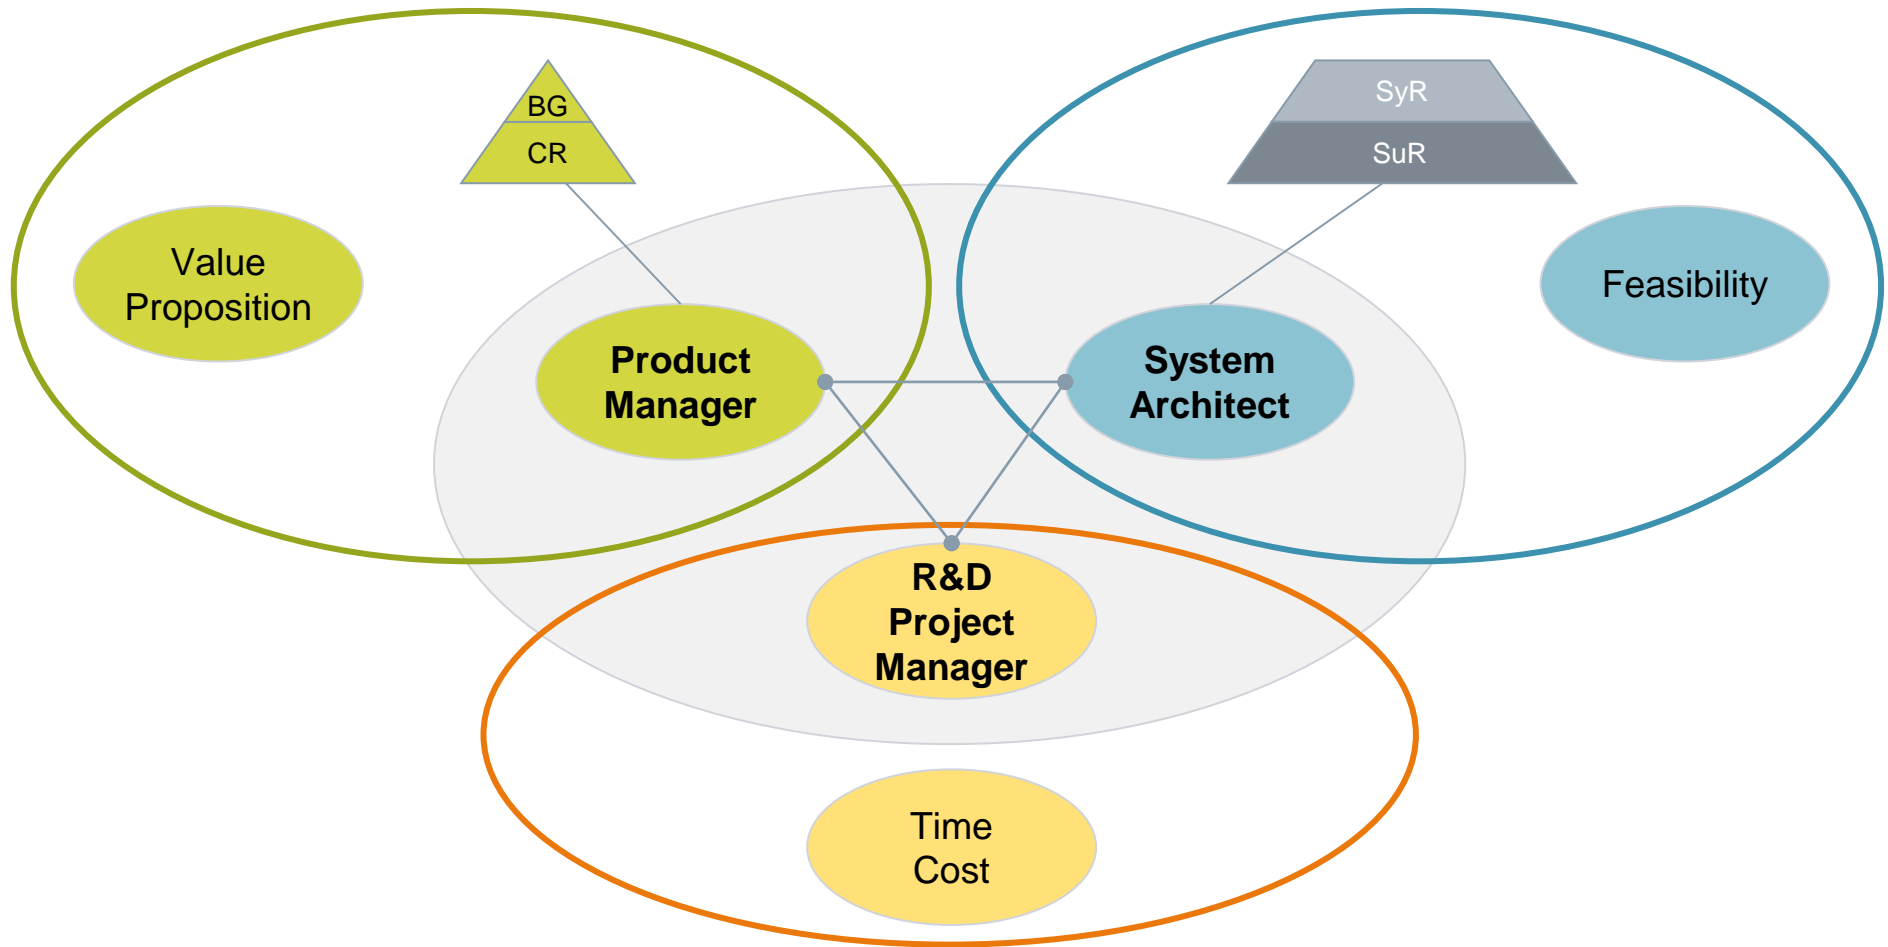 BG
CR
SyR
SuR
Value
Proposition
Feasibility
Product
Manager
System
Architect
R&D
Project
Manager
Time
Cost